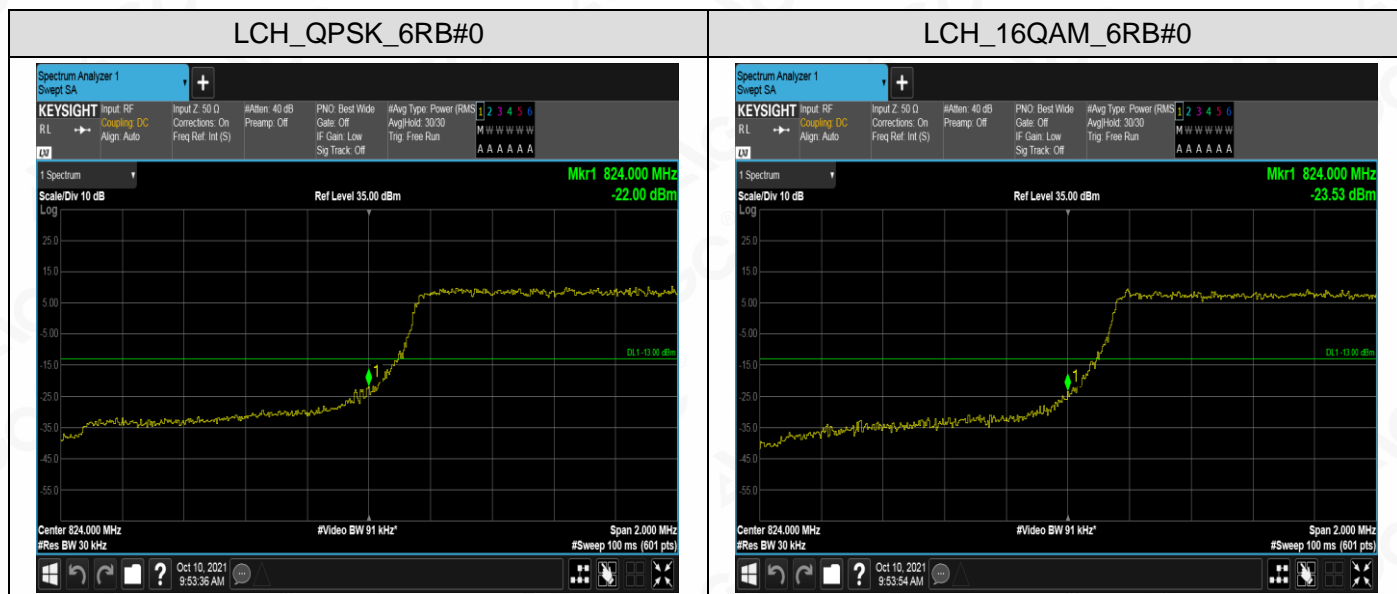 LCH_QPSK_6RB#0
LCH_16QAM_6RB#0
Spectrum Analyzer 1
Swept SA
+
KEYSIGHT
RL
LXI
Input: RF
Coupling: DC
Align: Auto
Input Z: 50 Ω
Corrections: On
Freq Ref: Int (S)
#Atten: 40 dB
Preamp: Off
PNO: Best Wide
Gate: Off
IF Gain: Low
Sig Track: Off
#Avg Type: Power (RMS
Avg|Hold: 30/30
Trig: Free Run
1 2 3 4 5 6
M W W W W W
A A A A A A
1 Spectrum
Scale/Div 10 dB
Log
Ref Level 35.00 dBm
Mkr1 824.000 MHz
-22.00 dBm
25.0
15.0
5.00
-5.00
-15.0
-25.0
-35.0
-45.0
-55.0
DL1 -13.00 dBm
1
Center 824.000 MHz
#Res BW 30 kHz
#Video BW 91 kHz*
Span 2.000 MHz
#Sweep 100 ms (601 pts)
?
Oct 10, 2021
9:53:36 AM
Spectrum Analyzer 1
Swept SA
+
KEYSIGHT
RL
LXI
Input: RF
Coupling: DC
Align: Auto
Input Z: 50 Ω
Corrections: On
Freq Ref: Int (S)
#Atten: 40 dB
Preamp: Off
PNO: Best Wide
Gate: Off
IF Gain: Low
Sig Track: Off
#Avg Type: Power (RMS
Avg|Hold: 30/30
Trig: Free Run
1 2 3 4 5 6
M W W W W W
A A A A A A
1 Spectrum
Scale/Div 10 dB
Log
Ref Level 35.00 dBm
Mkr1 824.000 MHz
-23.53 dBm
25.0
15.0
5.00
-5.00
-15.0
-25.0
-35.0
-45.0
-55.0
DL1 -13.00 dBm
1
Center 824.000 MHz
#Res BW 30 kHz
#Video BW 91 kHz*
Span 2.000 MHz
#Sweep 100 ms (601 pts)
?
Oct 10, 2021
9:53:54 AM